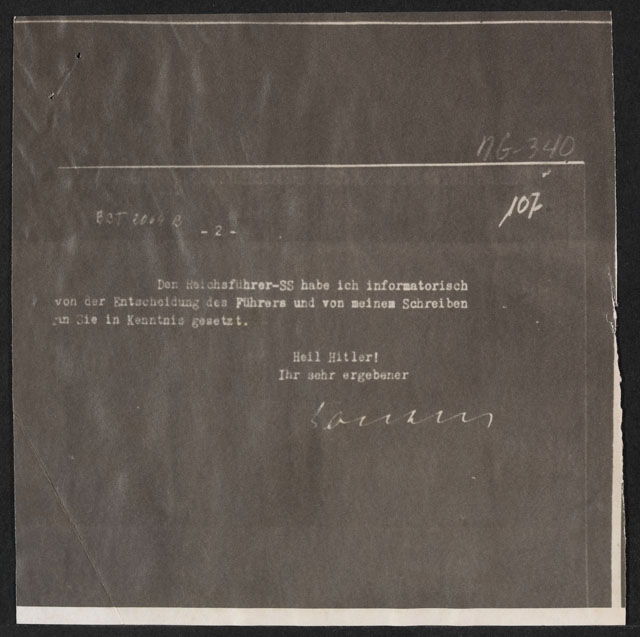 NG-340
107
- 2 -
Den Reichsführer-SS habe ich informatorisch
von der Entscheidung des Führers und von meinem Schreiben
an Sie in Kenntnis gesetzt.
Heil Hitler!
Ihr sehr ergebener